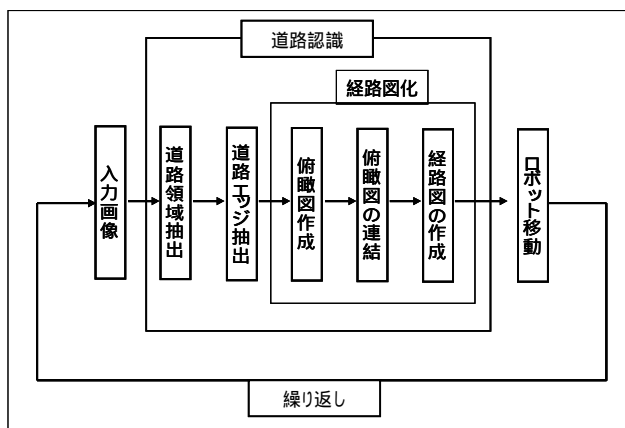 道路認識
経路図化
入力画像
道路領域抽出
道路エッジ抽出
俯瞰図作成
俯瞰図の連結
経路図の作成
ロボット移動
繰り返し